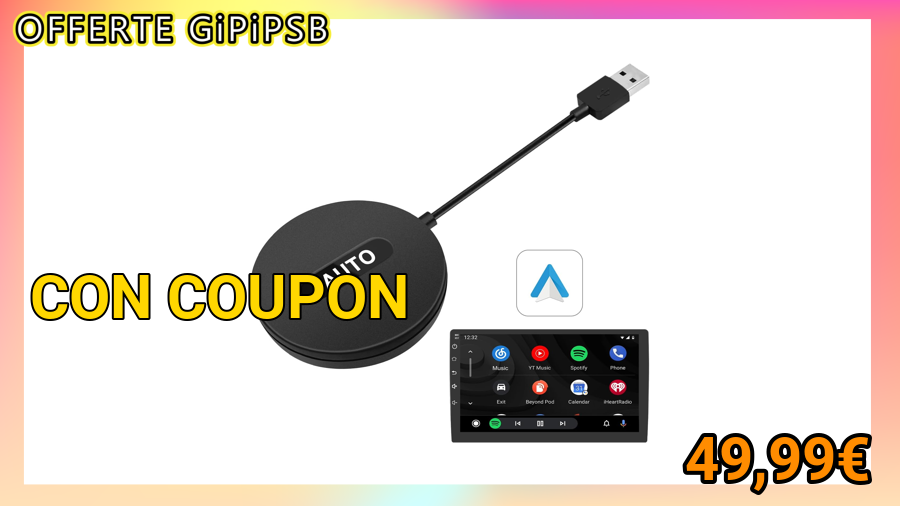 OFFERTE GiPiPSB
AUTO
CON COUPON
12:32
Music
YT Music
Spotify
Phone
Exit
Beyond Pod
31
Calendar
iHeartRadio
49,99€